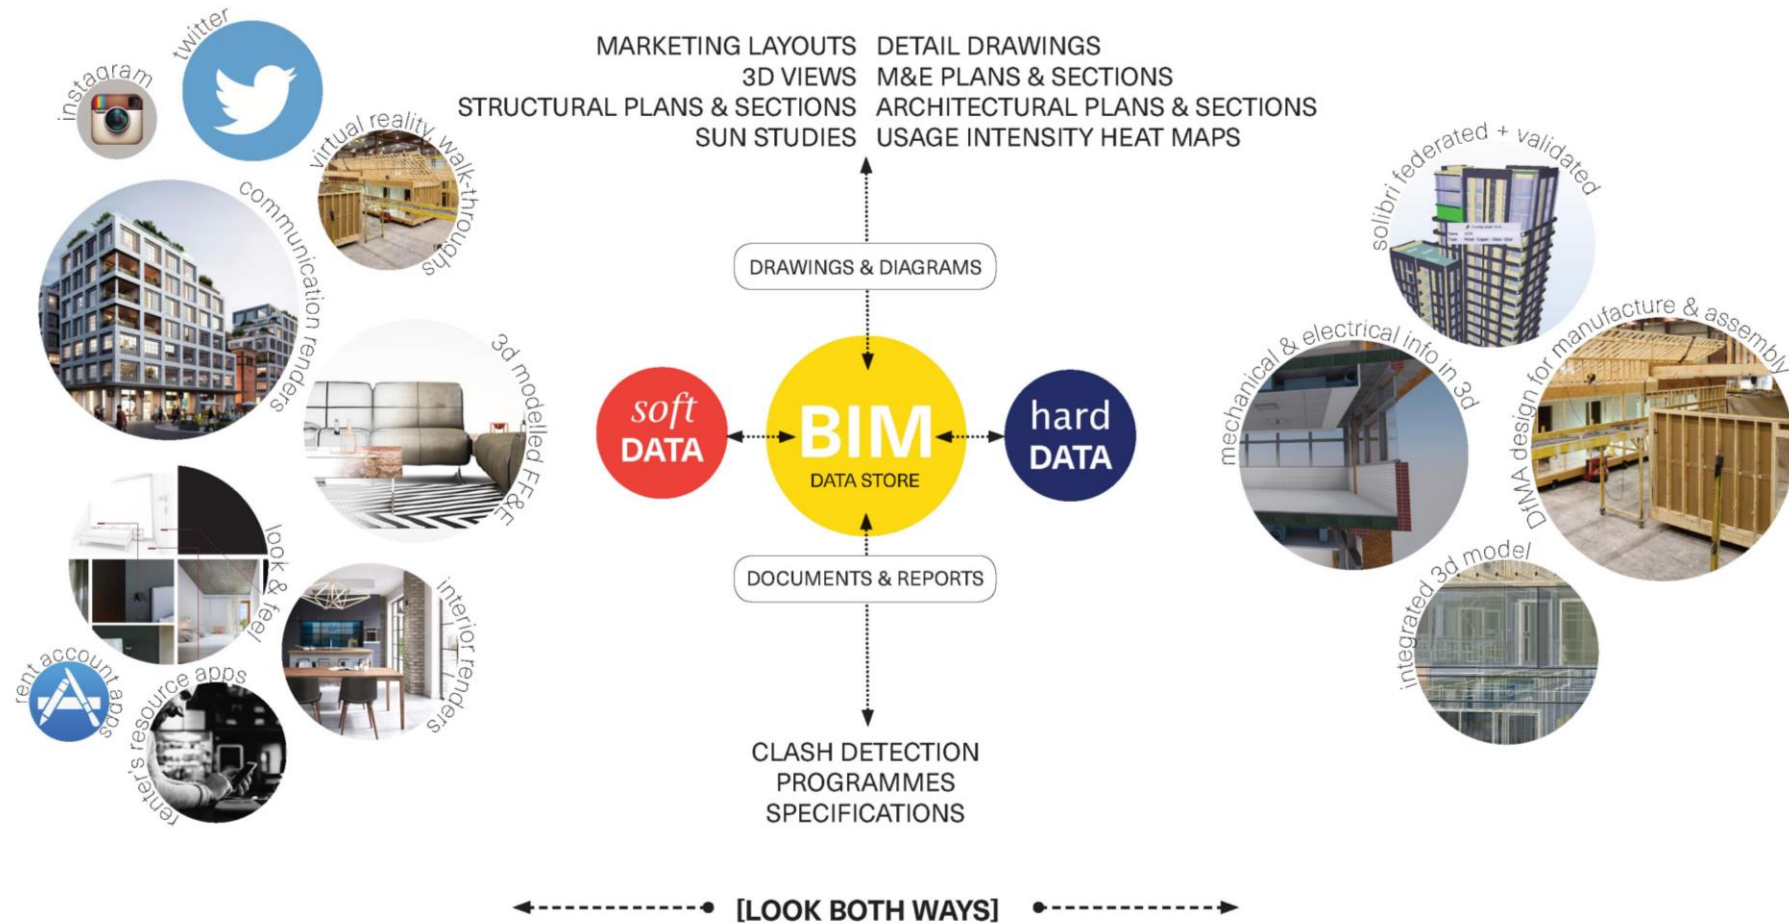 instagram
twitter
virtual reality walk-throughs
communication renders
3d modelled FF&E
look & feel
interior renders
rent account apps
renter's resource apps
MARKETING LAYOUTS DETAIL DRAWINGS
3D VIEWS M&E PLANS & SECTIONS
STRUCTURAL PLANS & SECTIONS ARCHITECTURAL PLANS & SECTIONS
SUN STUDIES USAGE INTENSITY HEAT MAPS
DRAWINGS & DIAGRAMS
soft
DATA
BIM
DATA STORE
hard
DATA
DOCUMENTS & REPORTS
CLASH DETECTION
PROGRAMMES
SPECIFICATIONS
solibri federated + validated
mechanical & electrical info in 3d
DfMA design for manufacture & assembly
integrated 3d model
[LOOK BOTH WAYS]